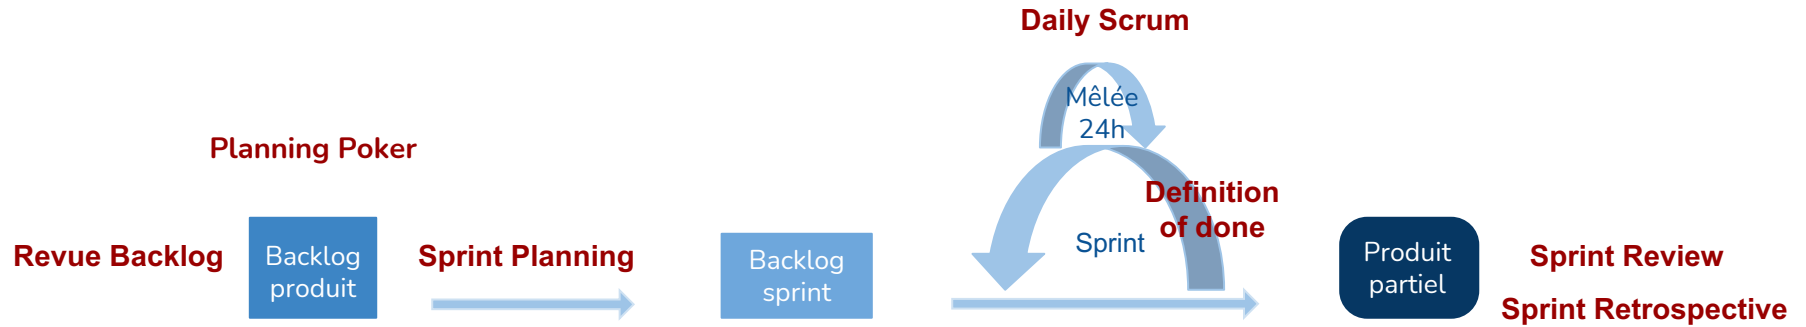 Daily Scrum
Mêlée
24h
Planning Poker
Definition
of done
Revue Backlog
Backlog
produit
Sprint Planning
Backlog
sprint
Sprint
Produit
partiel
Sprint Review
Sprint Retrospective